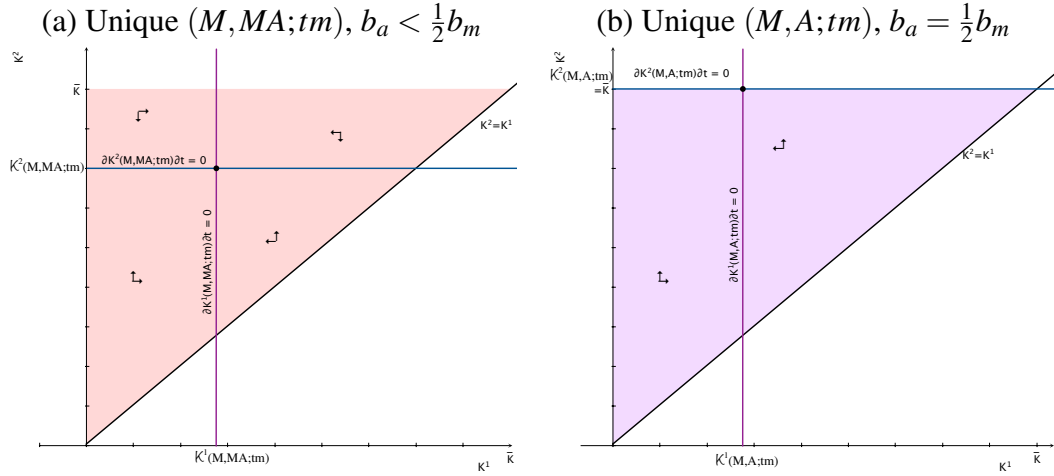 (a) Unique (M,MA;tm), b_a < ½b_m
K²
K̄
K²=K¹
K²(M,MA;tm)
∂K²(M,MA;tm)∂t = 0
∂K¹(M,MA;tm)∂t = 0
K¹(M,MA;tm)
K¹
K̄
(b) Unique (M,A;tm), b_a = ½b_m
K²
K²(M,A;tm)
=K̄
∂K²(M,A;tm)∂t = 0
K²=K¹
∂K¹(M,A;tm)∂t = 0
K¹(M,A;tm)
K¹
K̄